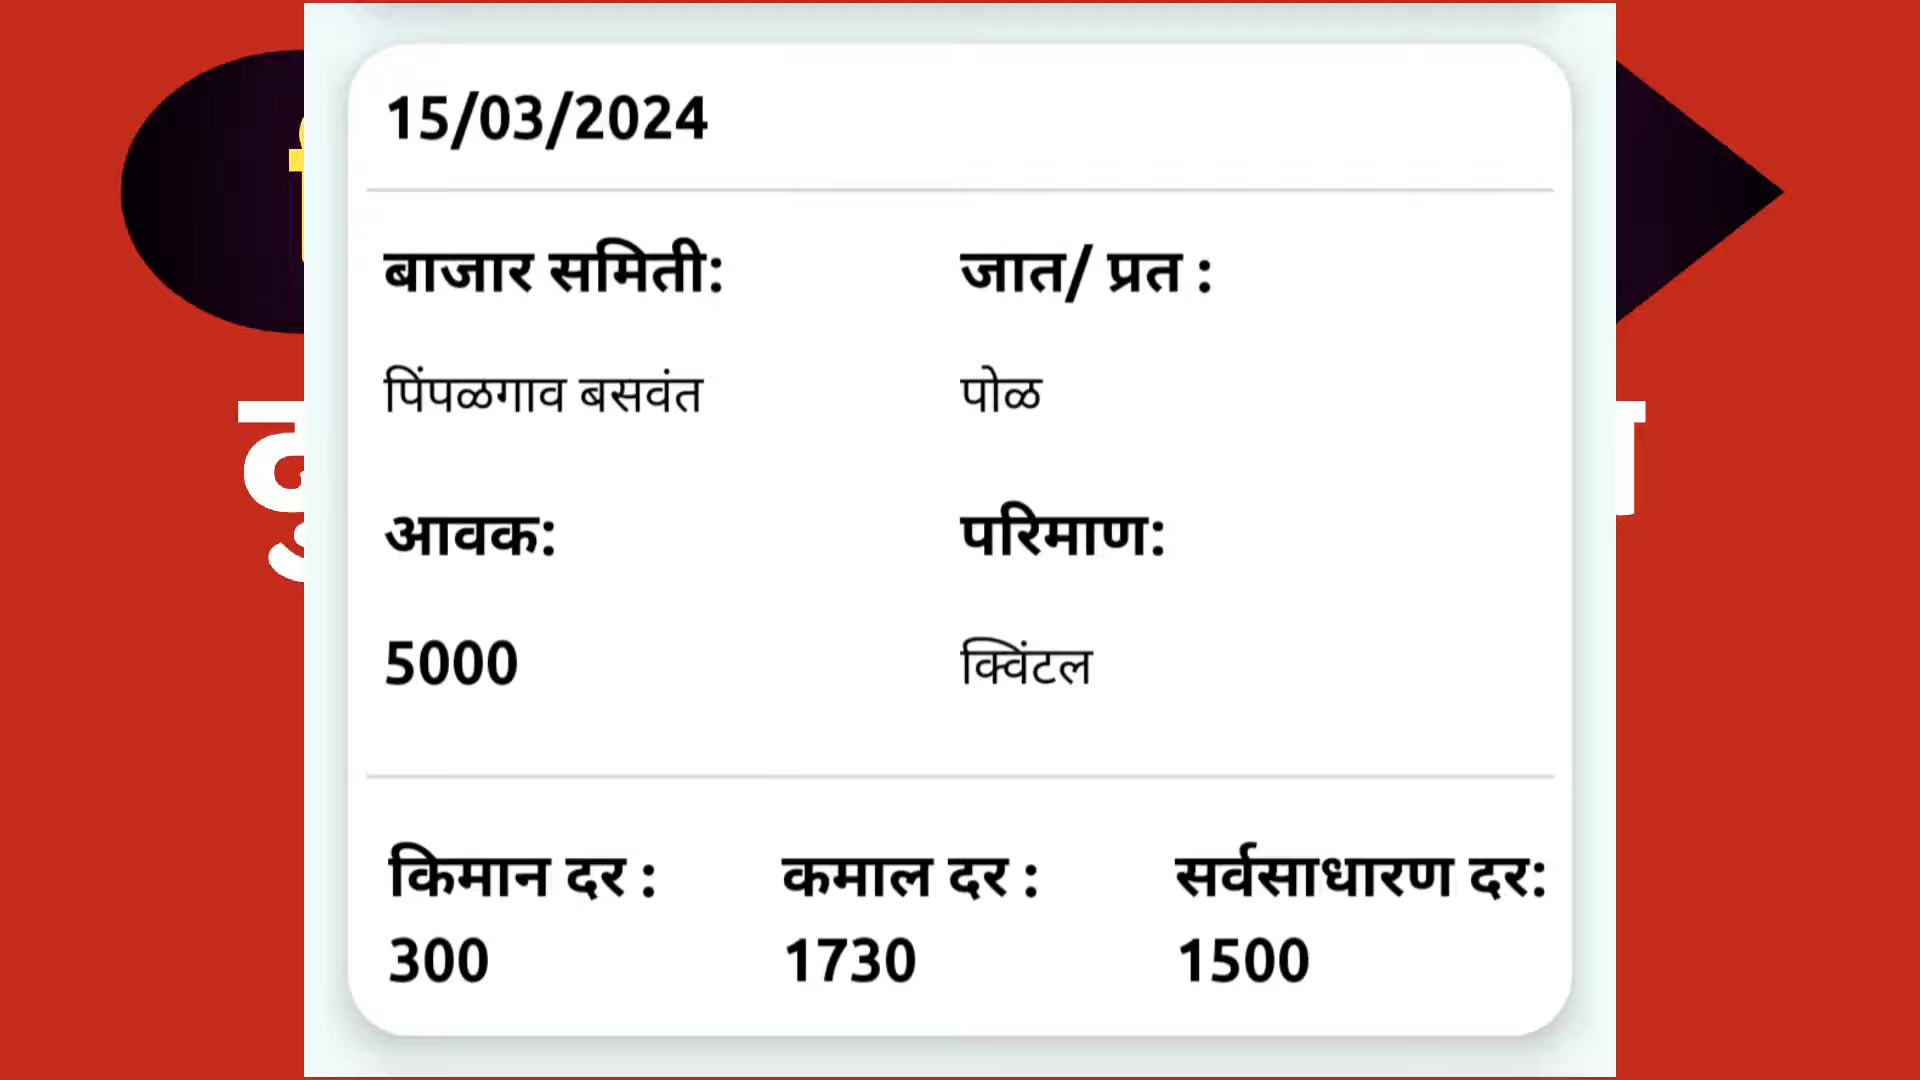 15/03/2024
बाजार समिती: जात/ प्रत :
पिंपळगाव बसवंत पोळ
आवक: परिमाण:
5000 क्विंटल
किमान दर : कमाल दर : सर्वसाधारण दर:
300 1730 1500